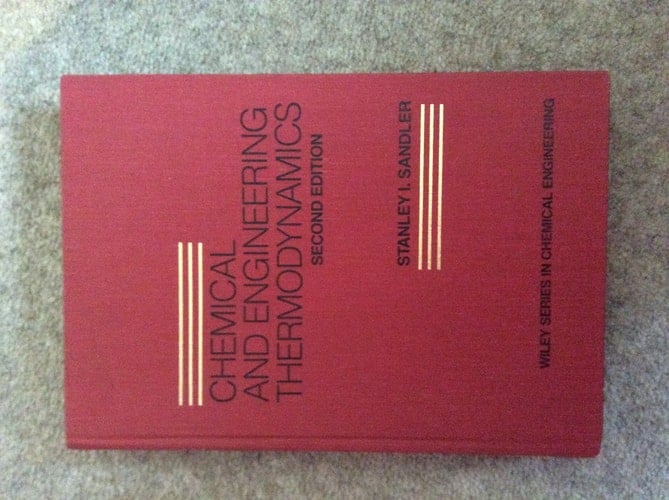 CHEMICAL
AND ENGINEERING
THERMODYNAMICS
SECOND EDITION
STANLEY I. SANDLER
WILEY SERIES IN CHEMICAL ENGINEERING